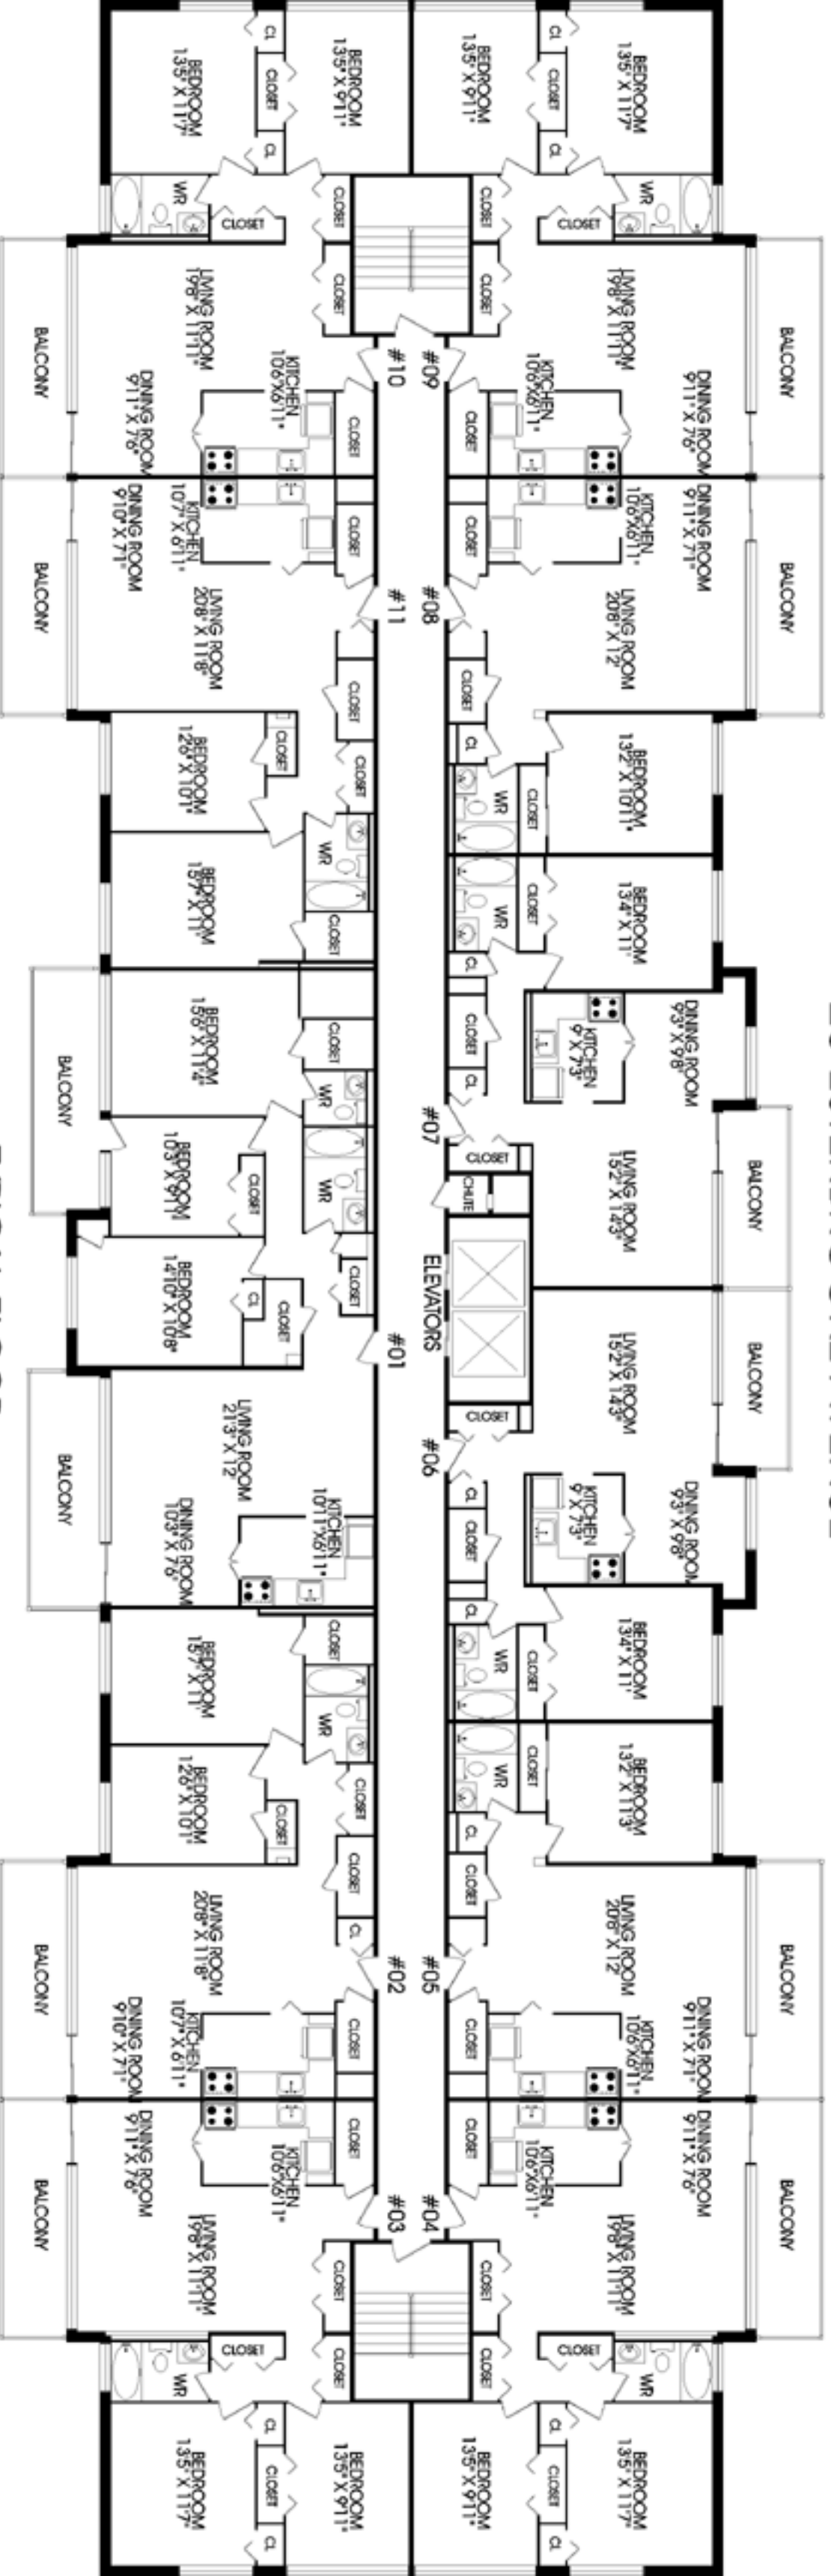 BEDROOM
13'5" X 11'7"
CL
CLOSET
CL
BEDROOM
13'5" X 9'11"
BEDROOM
13'5" X 9'11"
CL
CLOSET
CL
BEDROOM
13'5" X 11'7"
WR
CLOSET
CLOSET
CLOSET
CLOSET
WR
BALCONY
LIVING ROOM
19'8" X 11'11"
CLOSET
CLOSET
LIVING ROOM
19'8" X 11'11"
BALCONY
DINING ROOM
9'11" X 7'6"
KITCHEN
10'6"X6'11"
CLOSET
#10
#09
CLOSET
KITCHEN
10'6"X6'11"
DINING ROOM
9'11" X 7'6"
BALCONY
DINING ROOM
9'10" X 7'1"
KITCHEN
10'7" X 6'11"
CLOSET
#11
#08
CLOSET
KITCHEN
10'6"X6'11"
DINING ROOM
9'11" X 7'1"
BALCONY
LIVING ROOM
20'8" X 11'8"
CLOSET
CLOSET
LIVING ROOM
20'8" X 12'
BEDROOM
12'6" X 10'1"
CLOSET
CLOSET
CL
WR
CLOSET
BEDROOM
13'2" X 10'11"
BEDROOM
15'7" X 11'
WR
CLOSET
WR
CLOSET
CL
BEDROOM
13'4" X 11'
BALCONY
BEDROOM
15'6" X 11'4"
CLOSET
WR
CLOSET
CL
KITCHEN
9' X 7'3"
DINING ROOM
9'3" X 9'8"
BEDROOM
10'3" X 9'11"
CLOSET
WR
#07
CLOSET
CHUTE
LIVING ROOM
15'2" X 14'3"
BALCONY
BEDROOM
14'10" X 10'8"
CL
CLOSET
CLOSET
#01
ELEVATORS
LIVING ROOM
15'2" X 14'3"
BALCONY
BALCONY
LIVING ROOM
21'3" X 12'
DINING ROOM
10'3" X 7'6"
KITCHEN
10'11"X6'11"
CLOSET
#06
CL
CLOSET
CL
KITCHEN
9' X 7'3"
DINING ROOM
9'3" X 9'8"
BEDROOM
15'7" X 11'
CLOSET
WR
WR
CLOSET
BEDROOM
13'4" X 11'
BEDROOM
12'6" X 10'1"
CLOSET
CLOSET
WR
CL
CLOSET
BEDROOM
13'2" X 11'3"
BALCONY
LIVING ROOM
20'8" X 11'8"
CLOSET
CL
CLOSET
LIVING ROOM
20'8" X 12'
BALCONY
DINING ROOM
9'10" X 7'1"
KITCHEN
10'7" X 6'11"
CLOSET
#02
#05
CLOSET
KITCHEN
10'6"X6'11"
DINING ROOM
9'11" X 7'1"
BALCONY
DINING ROOM
9'11" X 7'6"
KITCHEN
10'6"X6'11"
CLOSET
#03
#04
CLOSET
KITCHEN
10'6"X6'11"
DINING ROOM
9'11" X 7'6"
BALCONY
LIVING ROOM
19'8" X 11'11"
CLOSET
CLOSET
LIVING ROOM
19'8" X 11'11"
WR
CLOSET
CLOSET
CLOSET
CLOSET
WR
BEDROOM
13'5" X 11'7"
CL
CLOSET
CL
BEDROOM
13'5" X 9'11"
BEDROOM
13'5" X 9'11"
CL
CLOSET
CL
BEDROOM
13'5" X 11'7"